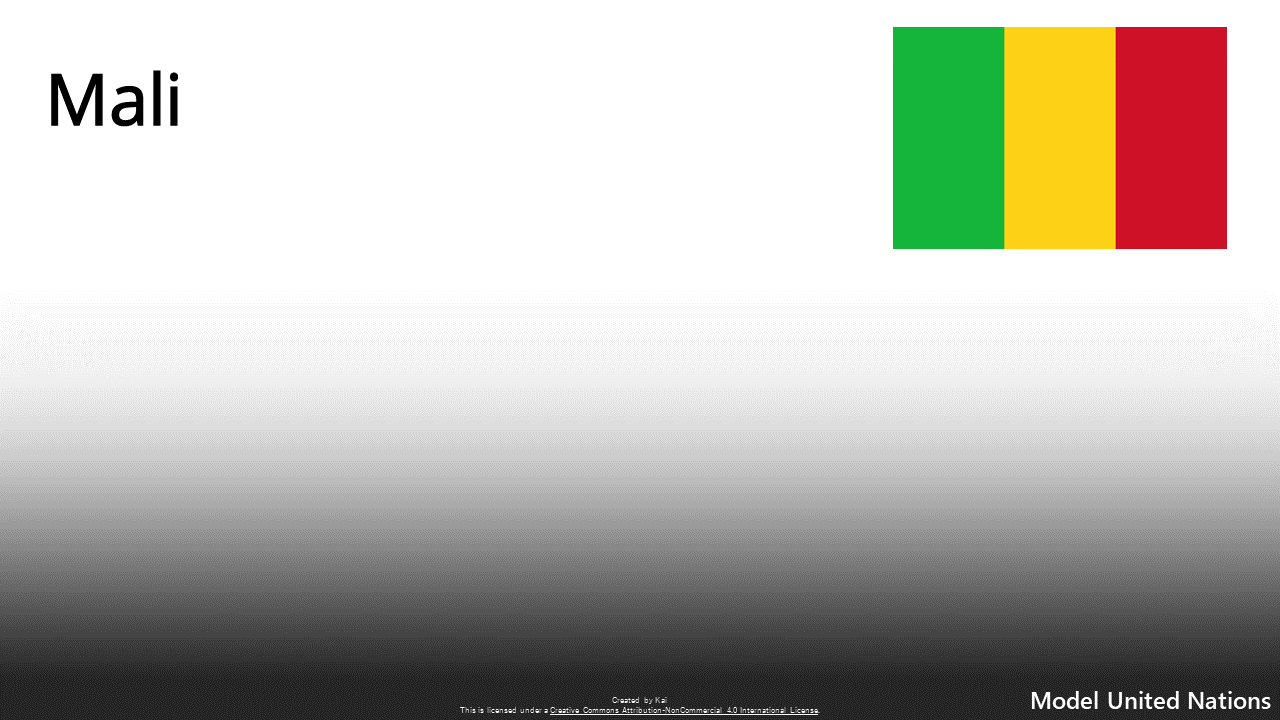 Mali
Created by Kai
This is licensed under a Creative Commons Attribution-NonCommercial 4.0 International License.
Model United Nations